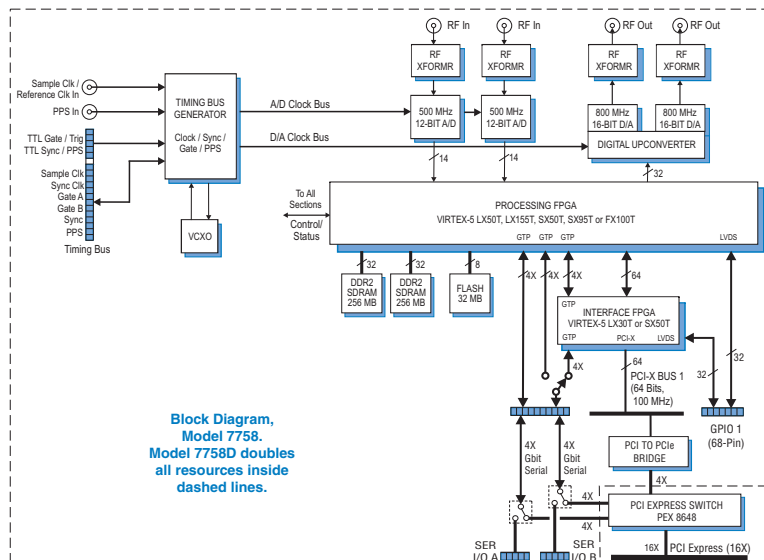 RF In
RF In
RF Out
RF Out
RF
XFORMR
RF
XFORMR
RF
XFORMR
RF
XFORMR
Sample Clk /
Reference Clk In
PPS In
TTL Gate / Trig
TTL Sync / PPS
Sample Clk
Sync Clk
Gate A
Gate B
Sync
PPS
Timing Bus
TIMING BUS
GENERATOR
Clock / Sync /
Gate / PPS
VCXO
A/D Clock Bus
D/A Clock Bus
500 MHz
12-BIT A/D
500 MHz
12-BIT A/D
800 MHz
16-BIT D/A
800 MHz
16-BIT D/A
DIGITAL UPCONVERTER
14
14
32
To All
Sections
Control/
Status
PROCESSING FPGA
VIRTEX-5 LX50T, LX155T, SX50T, SX95T or FX100T
GTP
GTP
GTP
LVDS
32
32
8
4X
4X
4X
64
DDR2
SDRAM
256 MB
DDR2
SDRAM
256 MB
FLASH
32 MB
GTP
INTERFACE FPGA
VIRTEX-5 LX30T or SX50T
GTP
PCI-X
LVDS
4X
64
32
32
PCI-X BUS 1
(64 Bits,
100 MHz)
GPIO 1
(68-Pin)
Block Diagram,
Model 7758.
Model 7758D doubles
all resources inside
dashed lines.
4X
Gbit
Serial
4X
Gbit
Serial
PCI TO PCIe
BRIDGE
4X
4X
4X
PCI EXPRESS SWITCH
PEX 8648
16X
PCI Express (16X)
SER
I/O A
SER
I/O B